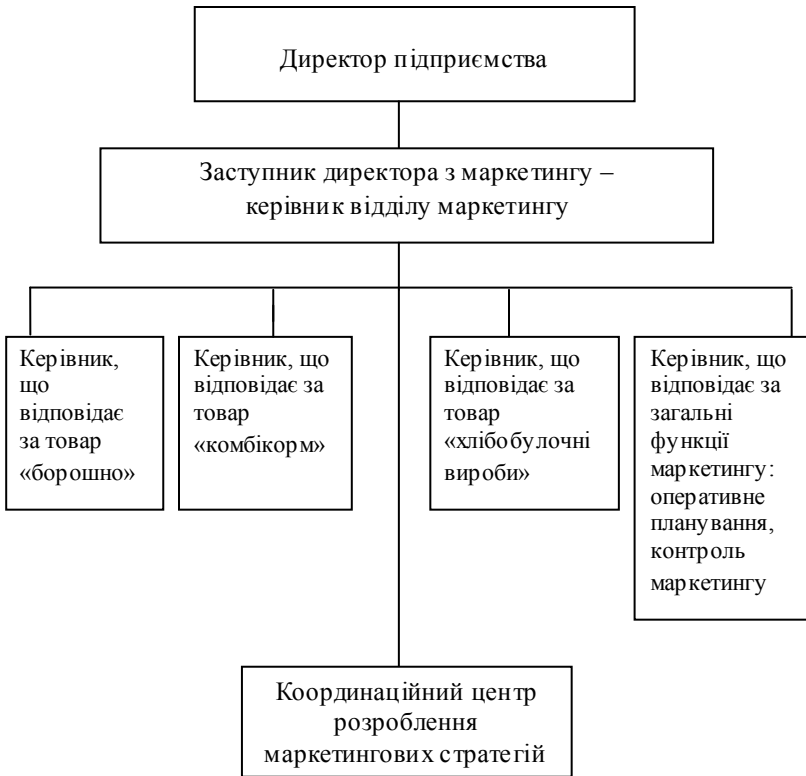 Директор підприємства
Заступник директора з маркетингу –
керівник відділу маркетингу
Керівник,
що
відповідає
за товар
«борошно»
Керівник, що
відповідає за
товар
«комбікорм»
Керівник, що
відповідає за
товар
«хлібобулочні
вироби»
Керівник, що
відповідає за
загальні
функції
маркетингу:
оперативне
планування,
контроль
маркетингу
Координаційний центр
розроблення
маркетингових стратегій